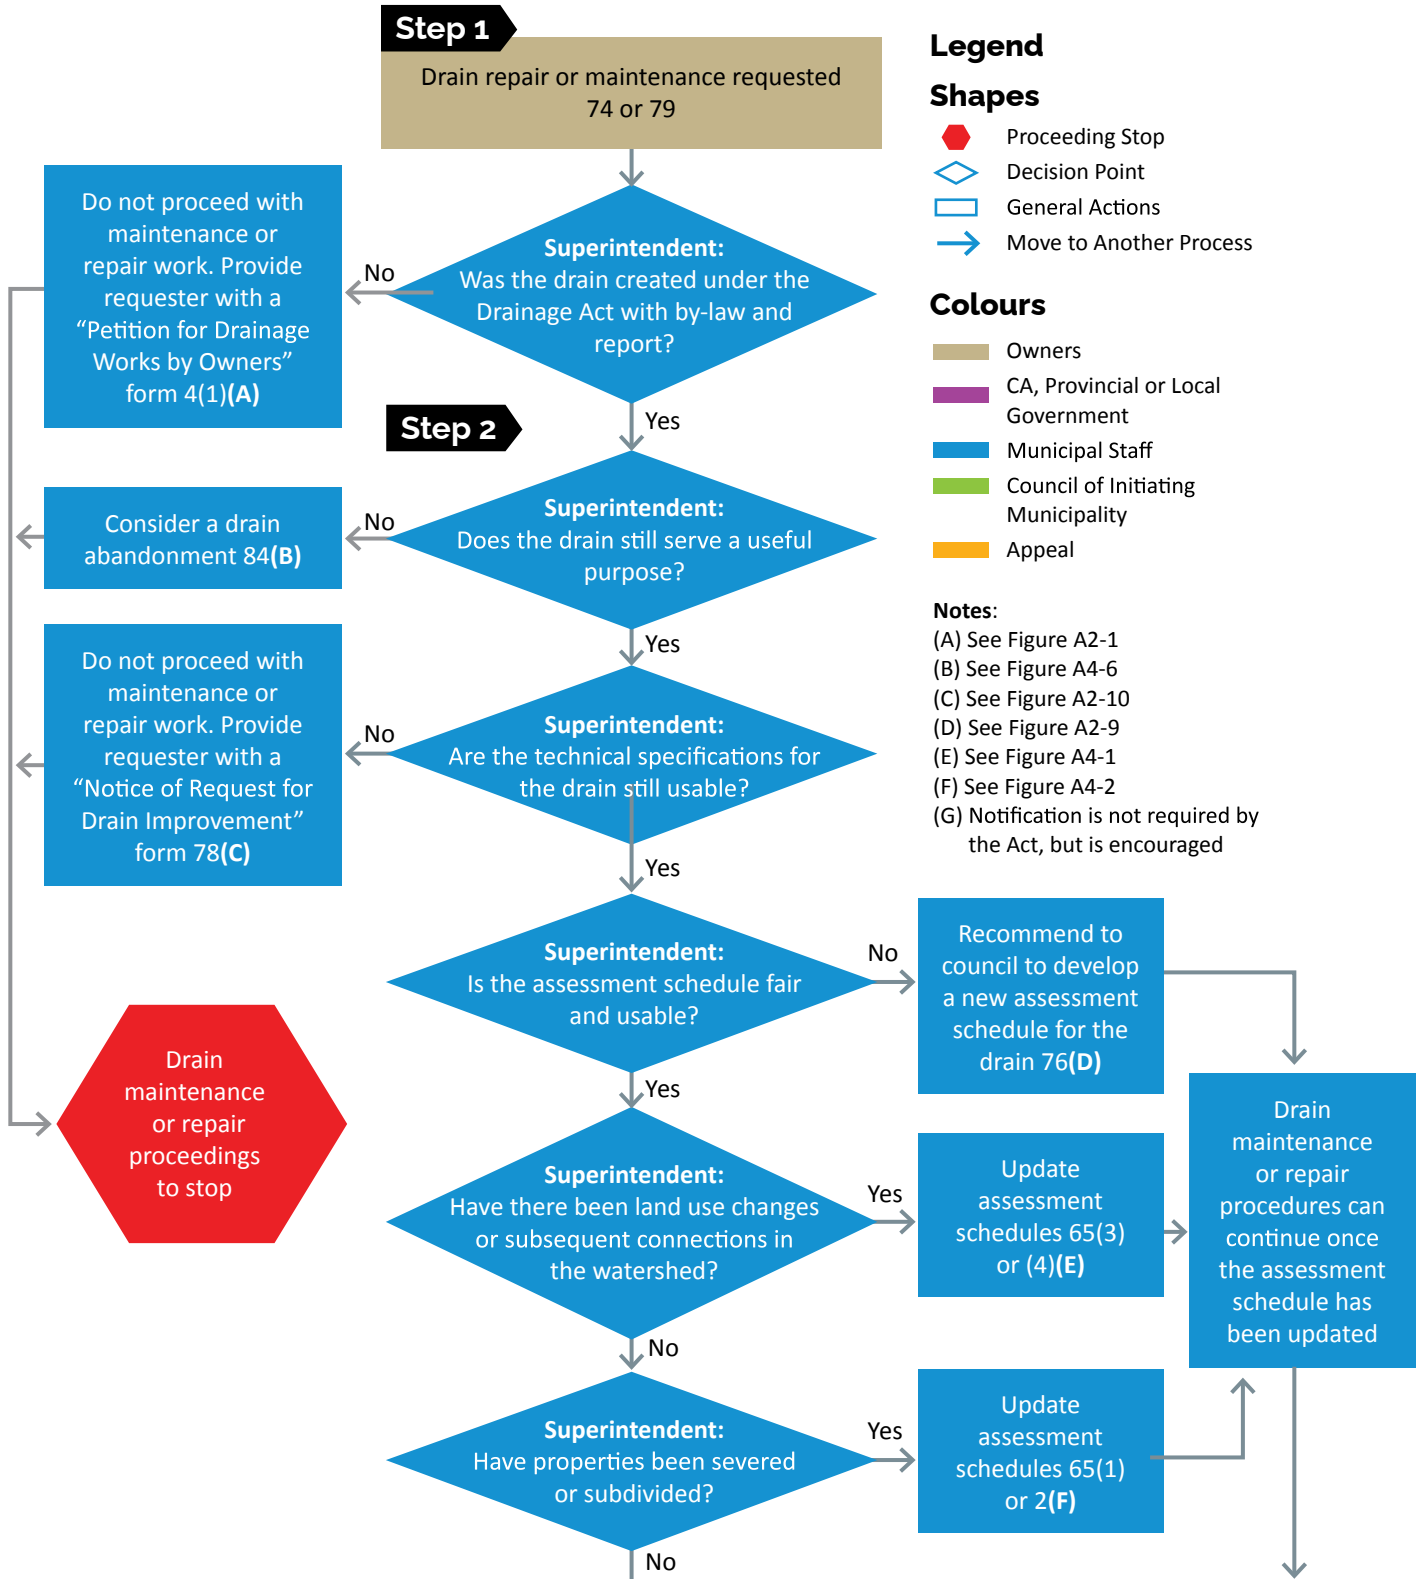 Step 1
Drain repair or maintenance requested
74 or 79
Superintendent:
Was the drain created under the
Drainage Act with by-law and
report?
No
Do not proceed with
maintenance or
repair work. Provide
requester with a
“Petition for Drainage
Works by Owners”
form 4(1)(A)
Yes
Step 2
Superintendent:
Does the drain still serve a useful
purpose?
No
Consider a drain
abandonment 84(B)
Yes
Superintendent:
Are the technical specifications for
the drain still usable?
No
Do not proceed with
maintenance or
repair work. Provide
requester with a
“Notice of Request for
Drain Improvement”
form 78(C)
Drain
maintenance
or repair
proceedings
to stop
Yes
Superintendent:
Is the assessment schedule fair
and usable?
No
Recommend to
council to develop
a new assessment
schedule for the
drain 76(D)
Yes
Superintendent:
Have there been land use changes
or subsequent connections in
the watershed?
Yes
Update
assessment
schedules 65(3)
or (4)(E)
No
Superintendent:
Have properties been severed
or subdivided?
Yes
Update
assessment
schedules 65(1)
or 2(F)
No
Drain
maintenance
or repair
procedures can
continue once
the assessment
schedule has
been updated
Legend
Shapes
Proceeding Stop
Decision Point
General Actions
Move to Another Process
Colours
Owners
CA, Provincial or Local
Government
Municipal Staff
Council of Initiating
Municipality
Appeal
Notes:
(A) See Figure A2-1
(B) See Figure A4-6
(C) See Figure A2-10
(D) See Figure A2-9
(E) See Figure A4-1
(F) See Figure A4-2
(G) Notification is not required by
the Act, but is encouraged